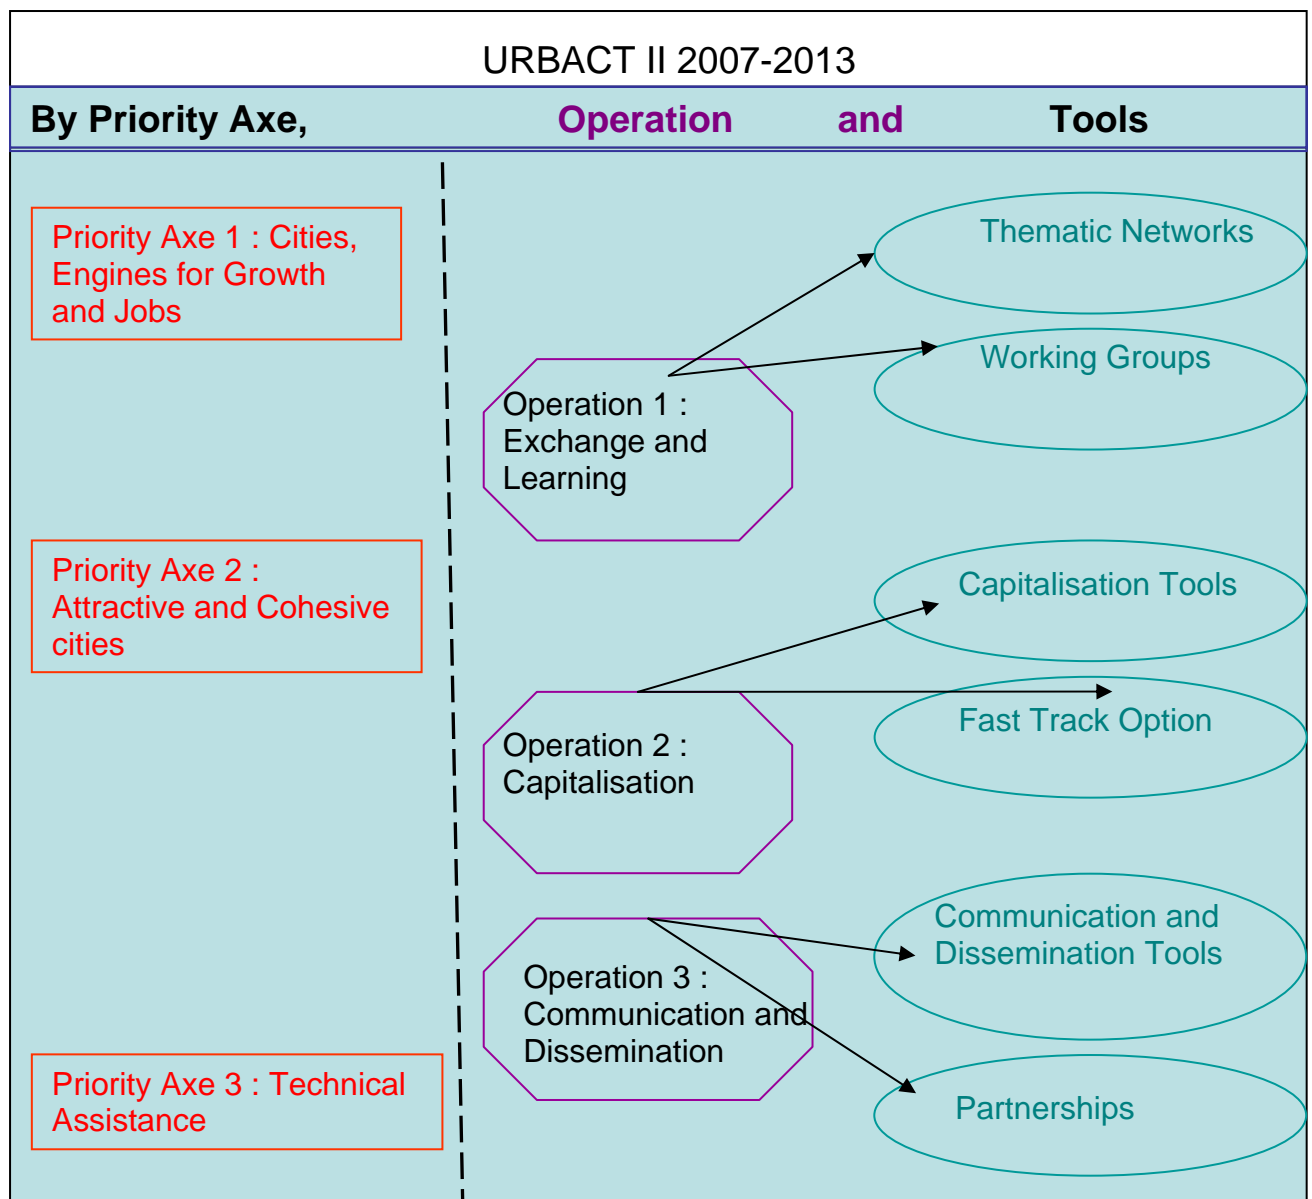 URBACT II 2007-2013
By Priority Axe, Operation and Tools
Priority Axe 1 : Cities,
Engines for Growth
and Jobs
Thematic Networks
Working Groups
Operation 1 :
Exchange and
Learning
Priority Axe 2 :
Attractive and Cohesive
cities
Capitalisation Tools
Fast Track Option
Operation 2 :
Capitalisation
Communication and
Dissemination Tools
Operation 3 :
Communication and
Dissemination
Priority Axe 3 : Technical
Assistance
Partnerships